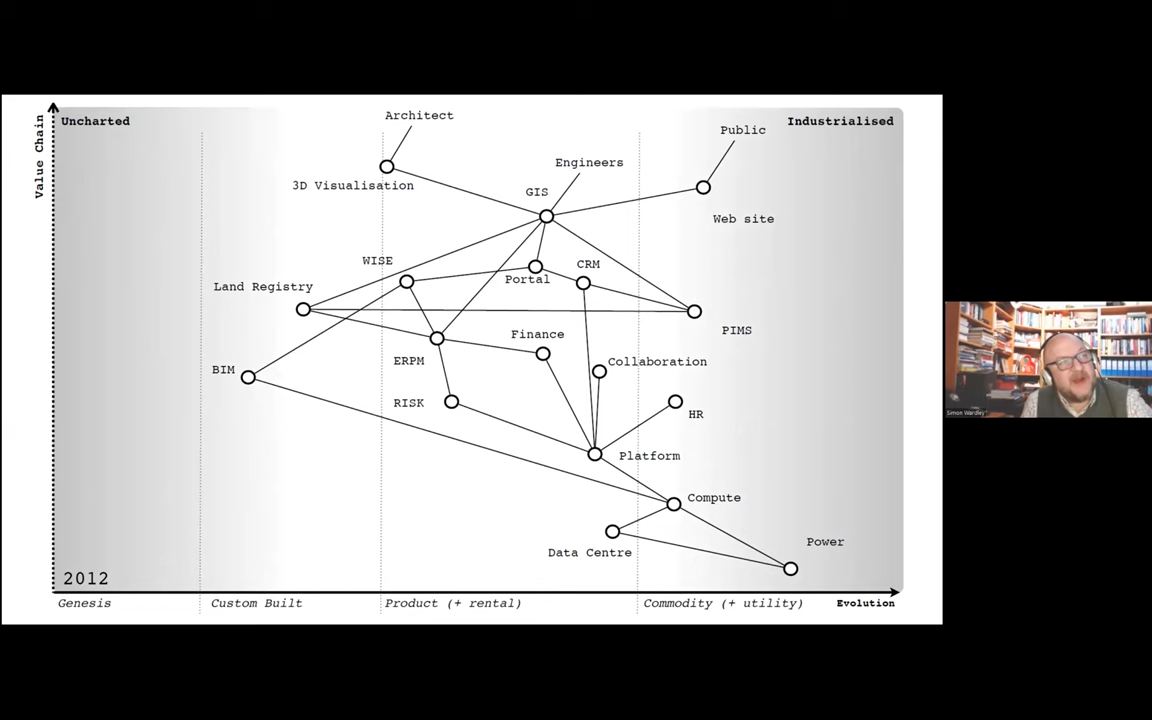 Value Chain
Uncharted
Industrialised
Architect
Public
Engineers
3D Visualisation
GIS
Web site
WISE
Portal
CRM
Land Registry
PIMS
Finance
ERPM
Collaboration
BIM
RISK
HR
Platform
Compute
Data Centre
Power
2012
Genesis
Custom Built
Product (+ rental)
Commodity (+ utility)
Evolution
Simon Wardley